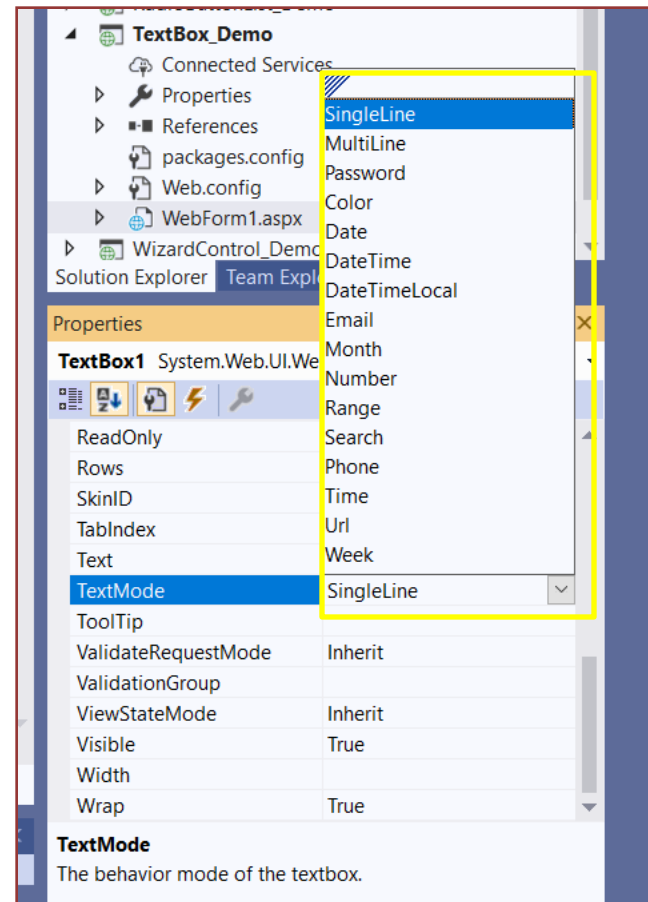 TextBox_Demo
Connected Services
Properties
References
packages.config
Web.config
WebForm1.aspx
WizardControl_Demo
Solution Explorer Team Expl
SingleLine
MultiLine
Password
Color
Date
DateTime
DateTimeLocal
Email
Month
Number
Range
Search
Phone
Time
Url
Week
Properties
TextBox1 System.Web.UI.We
ReadOnly
Rows
SkinID
TabIndex
Text
TextMode SingleLine
ToolTip
ValidateRequestMode Inherit
ValidationGroup
ViewStateMode Inherit
Visible True
Width
Wrap True
TextMode
The behavior mode of the textbox.